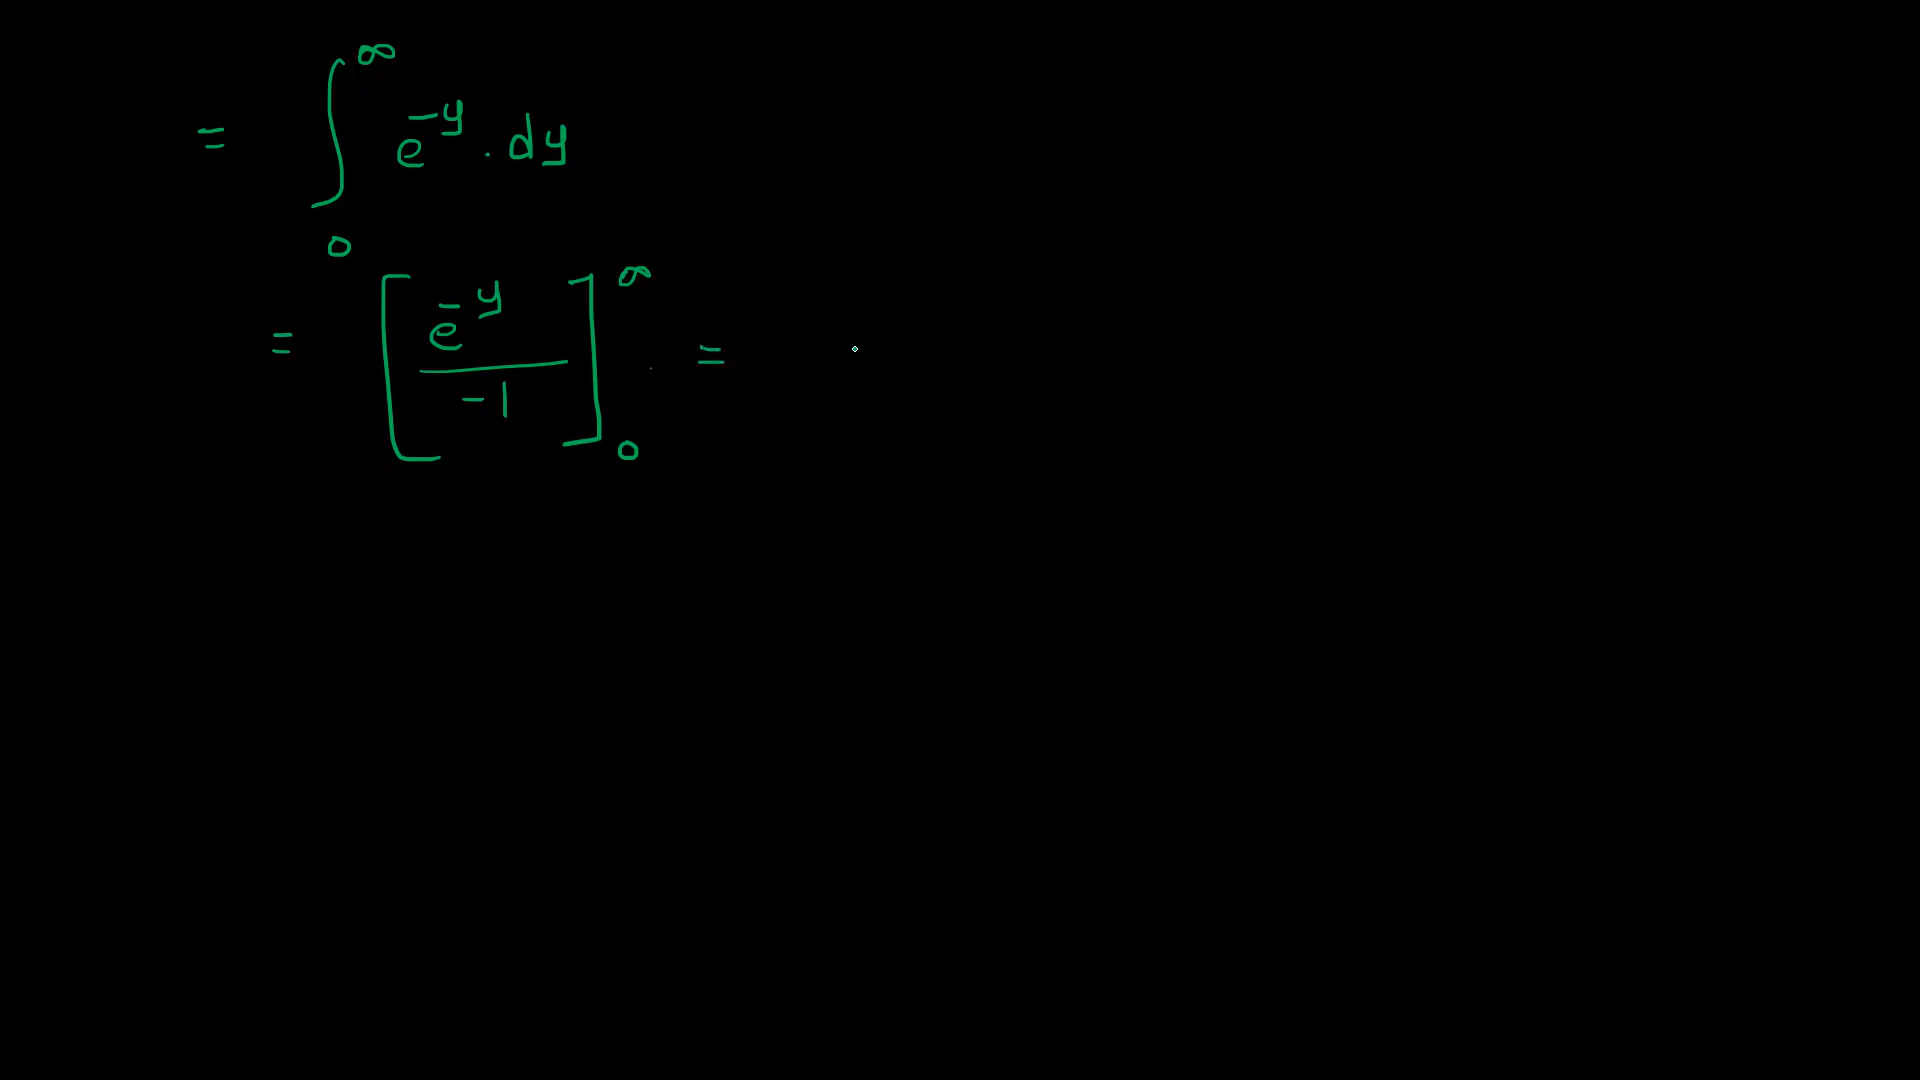 = ∫₀^∞ e^{-y} . dy
= [e^{-y} / -1]₀^∞ =